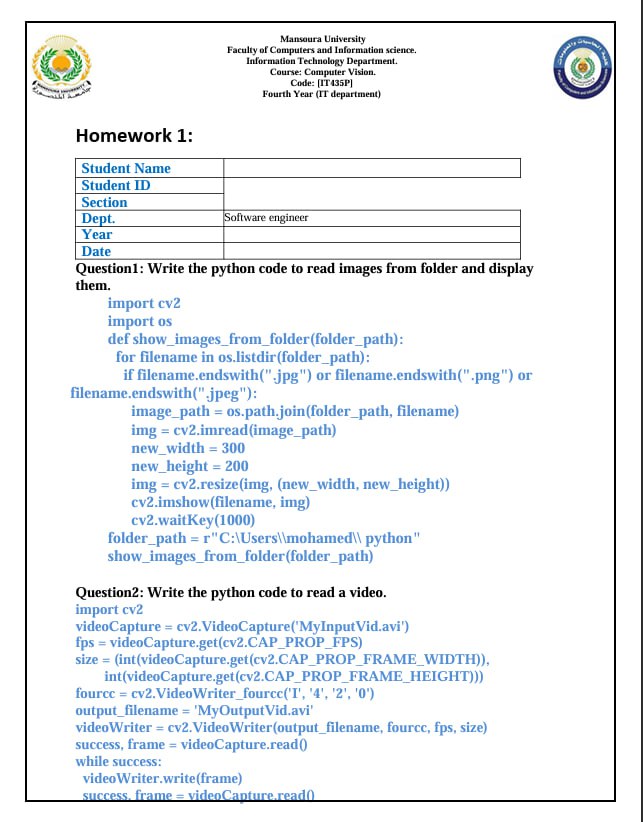 Mansoura University
Faculty of Computers and Information science.
Information Technology Department.
Course: Computer Vision.
Code: [IT435P]
Fourth Year (IT department)
Homework 1:
Student Name
Student ID
Section
Dept. Software engineer
Year
Date
Question1: Write the python code to read images from folder and display
them.
import cv2
import os
def show_images_from_folder(folder_path):
for filename in os.listdir(folder_path):
if filename.endswith(".jpg") or filename.endswith(".png") or
filename.endswith(".jpeg"):
image_path = os.path.join(folder_path, filename)
img = cv2.imread(image_path)
new_width = 300
new_height = 200
img = cv2.resize(img, (new_width, new_height))
cv2.imshow(filename, img)
cv2.waitKey(1000)
folder_path = r"C:\Users\\mohamed\\ python"
show_images_from_folder(folder_path)
Question2: Write the python code to read a video.
import cv2
videoCapture = cv2.VideoCapture('MyInputVid.avi')
fps = videoCapture.get(cv2.CAP_PROP_FPS)
size = (int(videoCapture.get(cv2.CAP_PROP_FRAME_WIDTH)),
int(videoCapture.get(cv2.CAP_PROP_FRAME_HEIGHT)))
fourcc = cv2.VideoWriter_fourcc('I', '4', '2', '0')
output_filename = 'MyOutputVid.avi'
videoWriter = cv2.VideoWriter(output_filename, fourcc, fps, size)
success, frame = videoCapture.read()
while success:
videoWriter.write(frame)
success, frame = videoCapture.read()